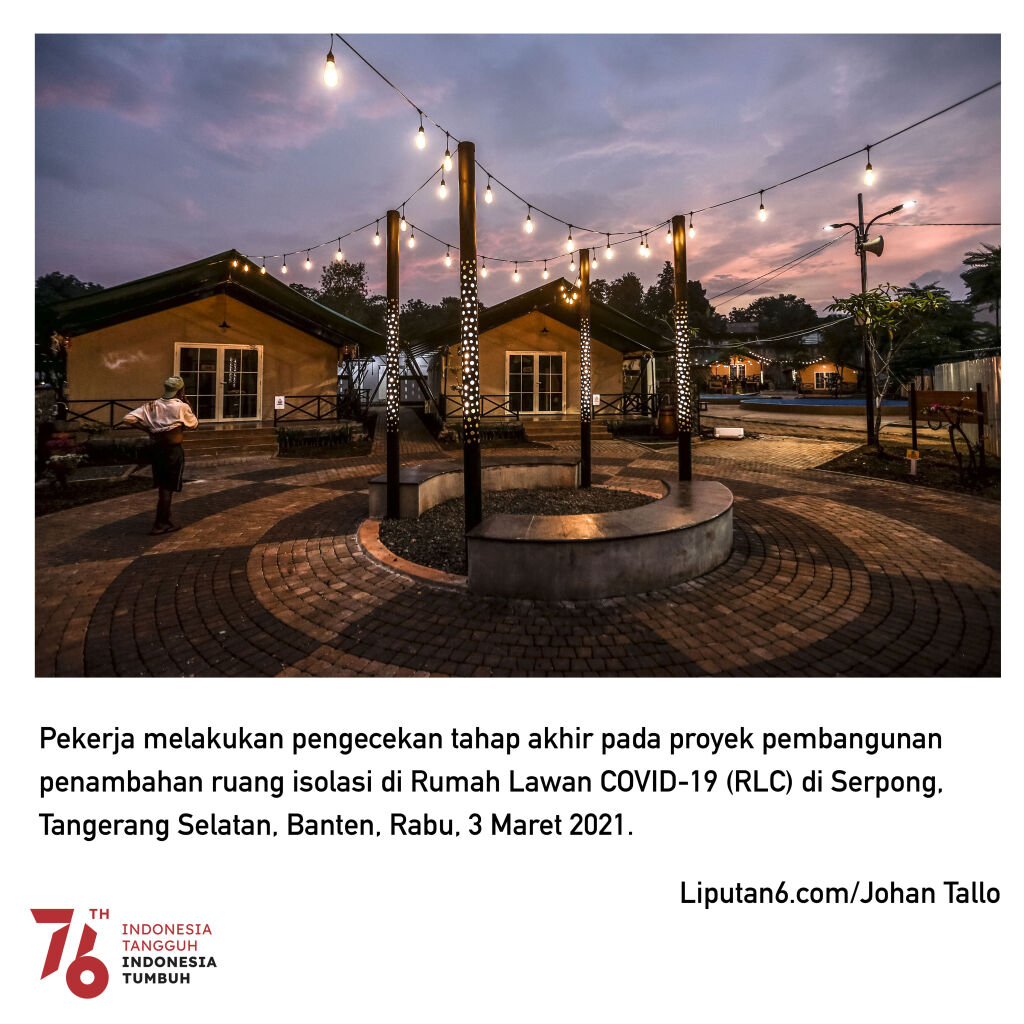 Pekerja melakukan pengecekan tahap akhir pada proyek pembangunan
penambahan ruang isolasi di Rumah Lawan COVID-19 (RLC) di Serpong,
Tangerang Selatan, Banten, Rabu, 3 Maret 2021.
Liputan6.com/Johan Tallo
76 TH
INDONESIA
TANGGUH
INDONESIA
TUMBUH